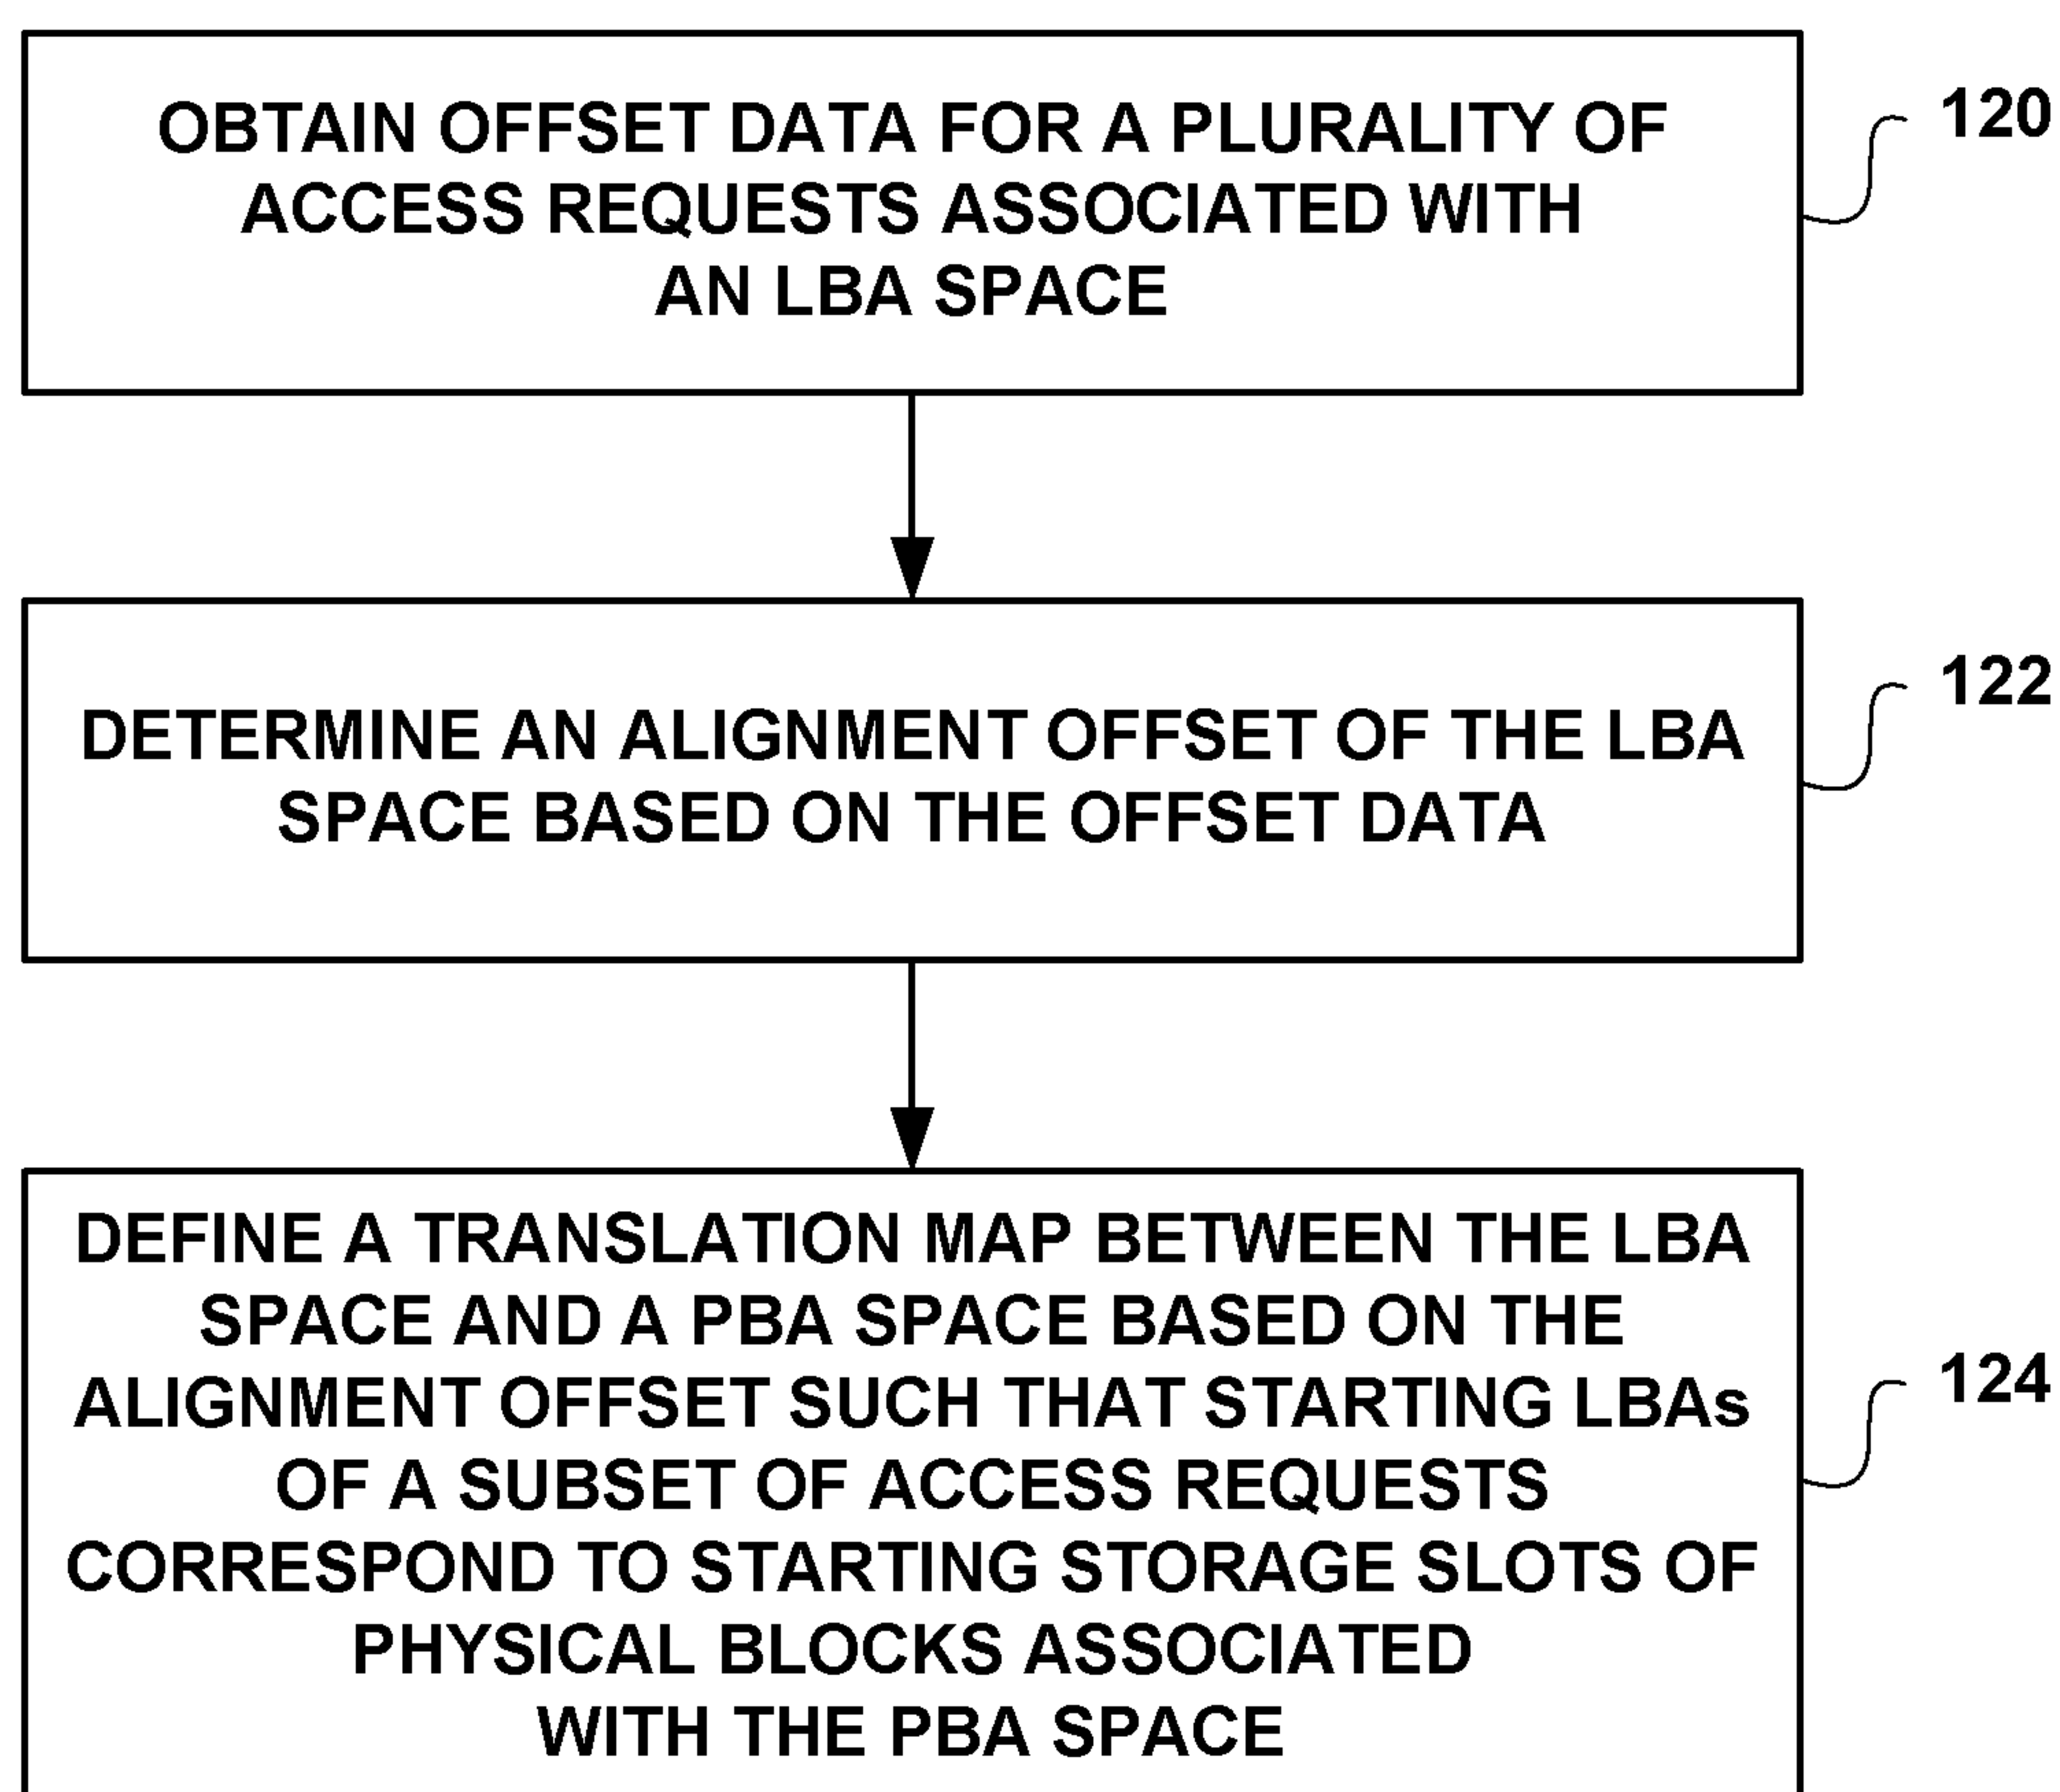 OBTAIN OFFSET DATA FOR A PLURALITY OF
ACCESS REQUESTS ASSOCIATED WITH
AN LBA SPACE
120
DETERMINE AN ALIGNMENT OFFSET OF THE LBA
SPACE BASED ON THE OFFSET DATA
122
DEFINE A TRANSLATION MAP BETWEEN THE LBA
SPACE AND A PBA SPACE BASED ON THE
ALIGNMENT OFFSET SUCH THAT STARTING LBAs
OF A SUBSET OF ACCESS REQUESTS
CORRESPOND TO STARTING STORAGE SLOTS OF
PHYSICAL BLOCKS ASSOCIATED
WITH THE PBA SPACE
124